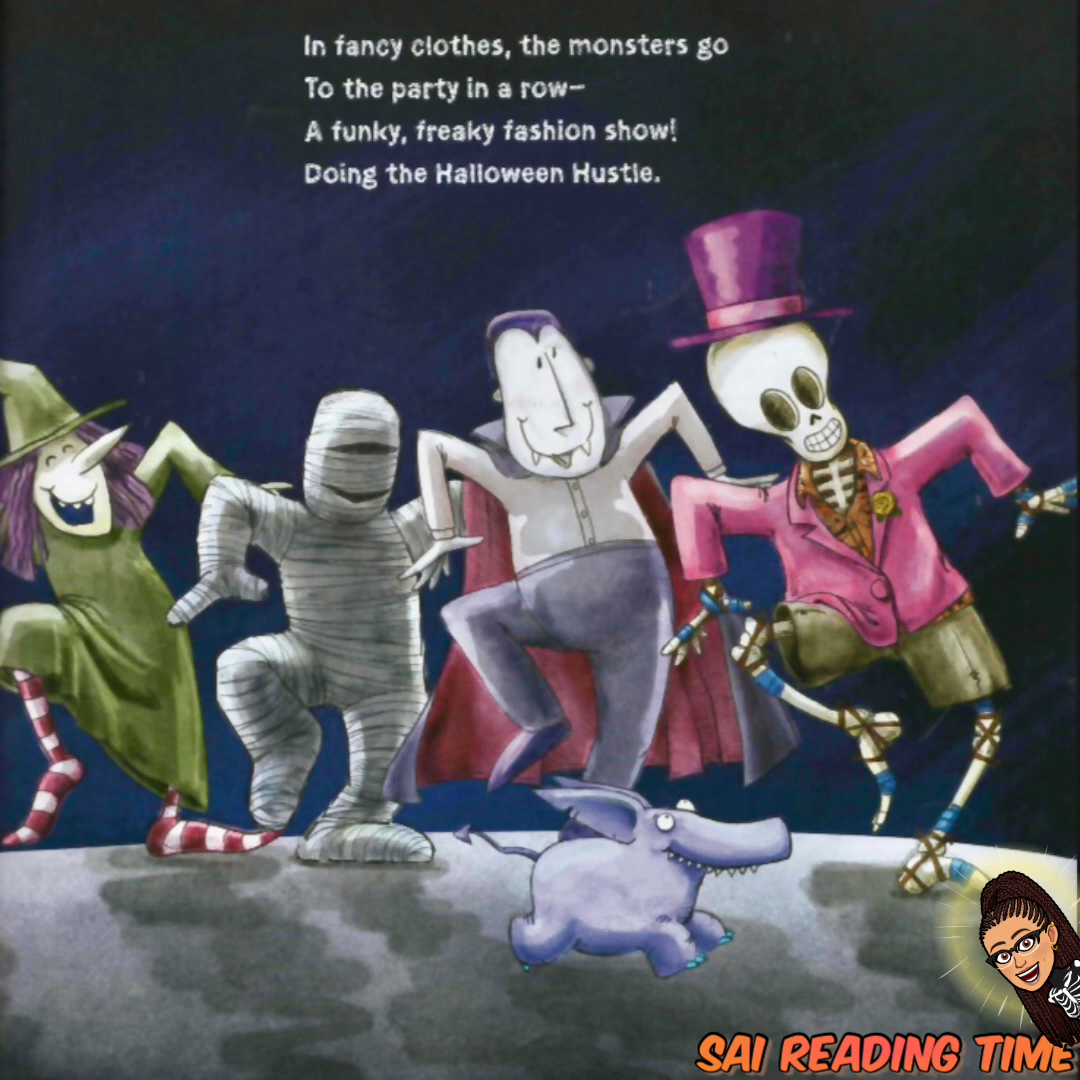 In fancy clothes, the monsters go
To the party in a row—
A funky, freaky fashion show!
Doing the Halloween Hustle.
SAI READING TIME